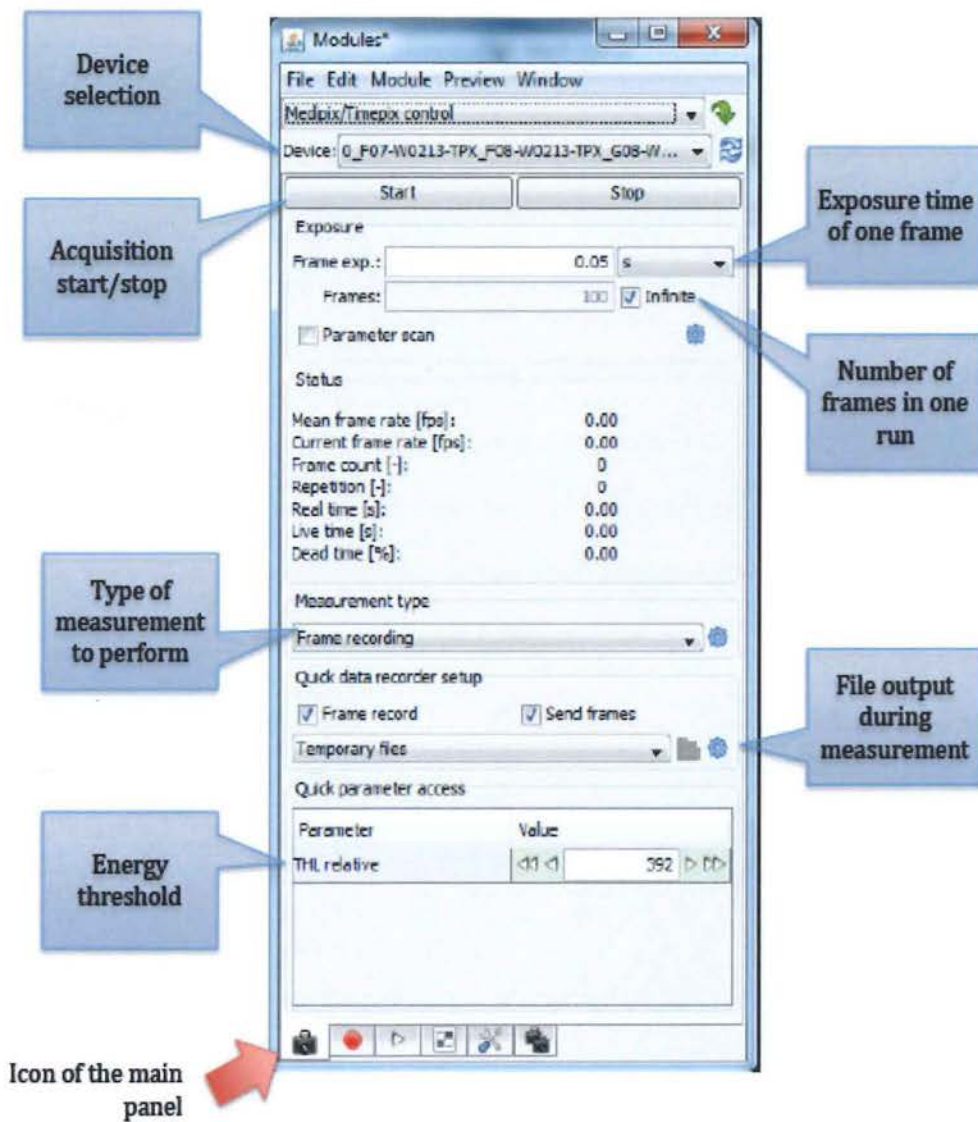 Modules*
File Edit Module Preview Window
Medipix/Timepix control
Device: 0_F07-W0213-TPX_F08-W0213-TPX_G08-W...
Start Stop
Exposure
Frame exp.: 0.05 s
Frames: 100 Infinite
Parameter scan
Status
Mean frame rate [fps]: 0.00
Current frame rate [fps]: 0.00
Frame count [-]: 0
Repetition [-]: 0
Real time [s]: 0.00
Live time [s]: 0.00
Dead time [%]: 0.00
Measurement type
Frame recording
Quick data recorder setup
Frame record Send frames
Temporary files
Quick parameter access
Parameter Value
THL relative 392
Device
selection
Acquisition
start/stop
Type of
measurement
to perform
Energy
threshold
Icon of the main
panel
Exposure time
of one frame
Number of
frames in one
run
File output
during
measurement